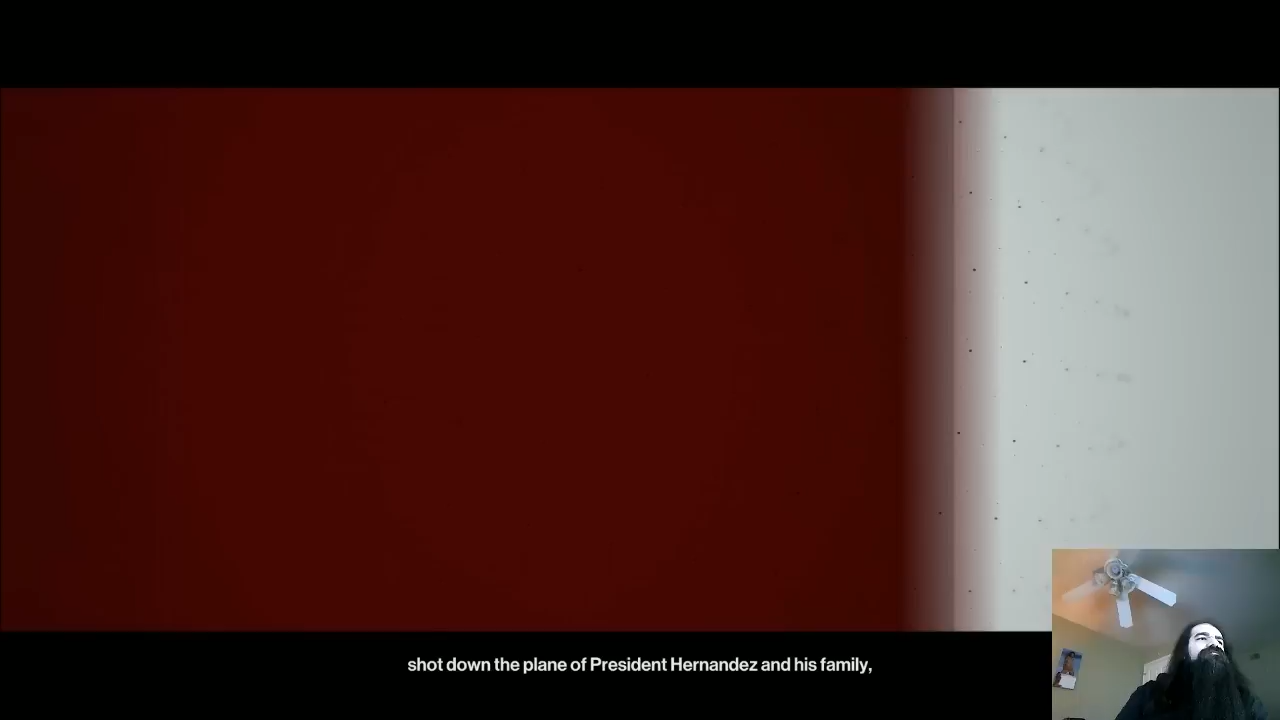 shot down the plane of President Hernandez and his family,